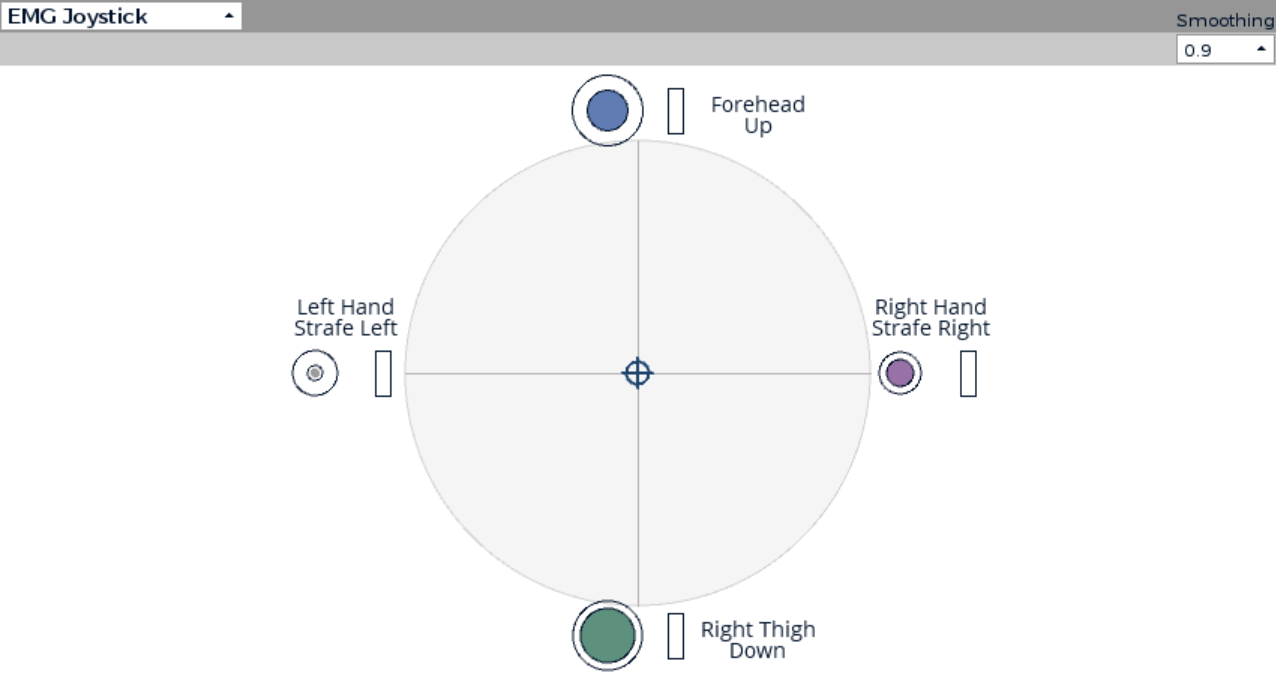 EMG Joystick
Smoothing
0.9
Forehead
Up
Left Hand
Strafe Left
Right Hand
Strafe Right
Right Thigh
Down